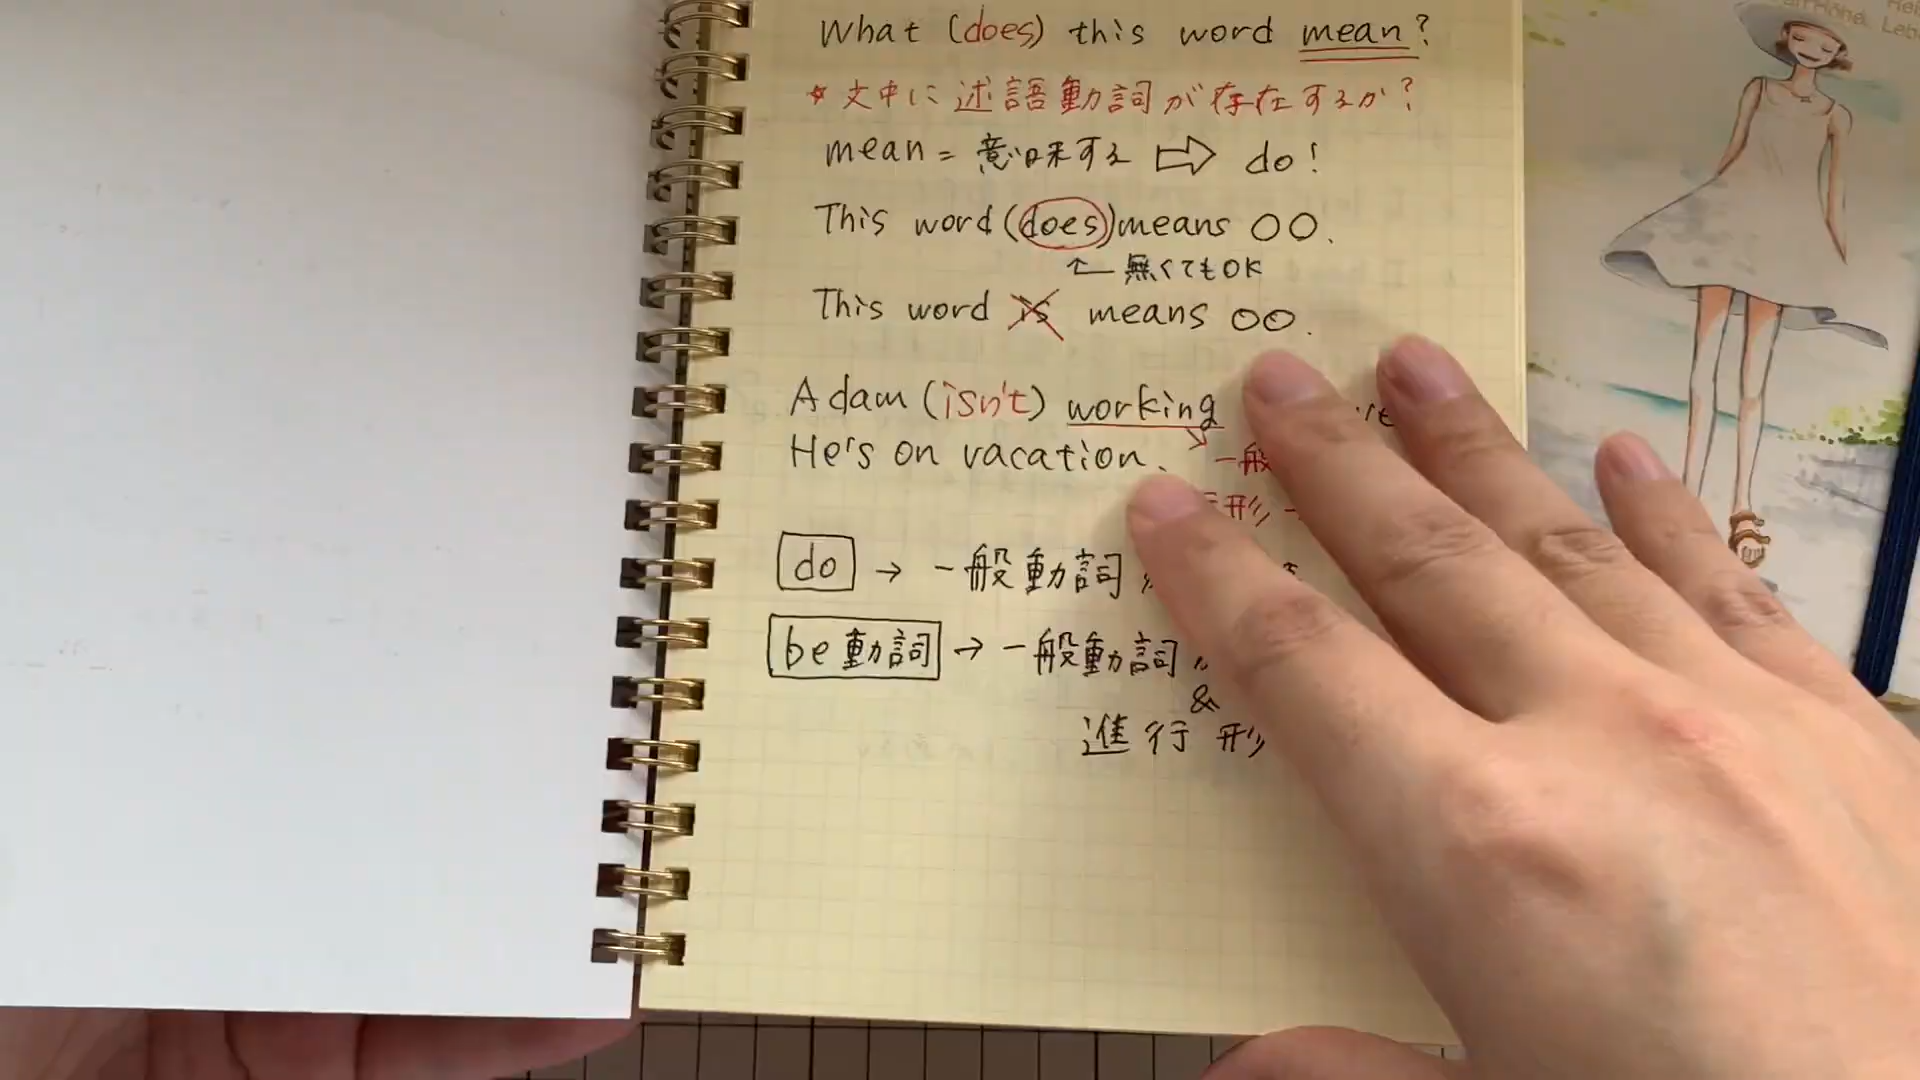 What (does) this word mean?
☆ 文中に述語動詞が存在するか?
mean = 意味する ⇨ do!
This word (does) means ○○.
↑ 無くてもOK
This word is means ○○.
Adam (isn't) working
He's on vacation.
一般
形
do → 一般動詞
be動詞 → 一般動詞
&
進行形